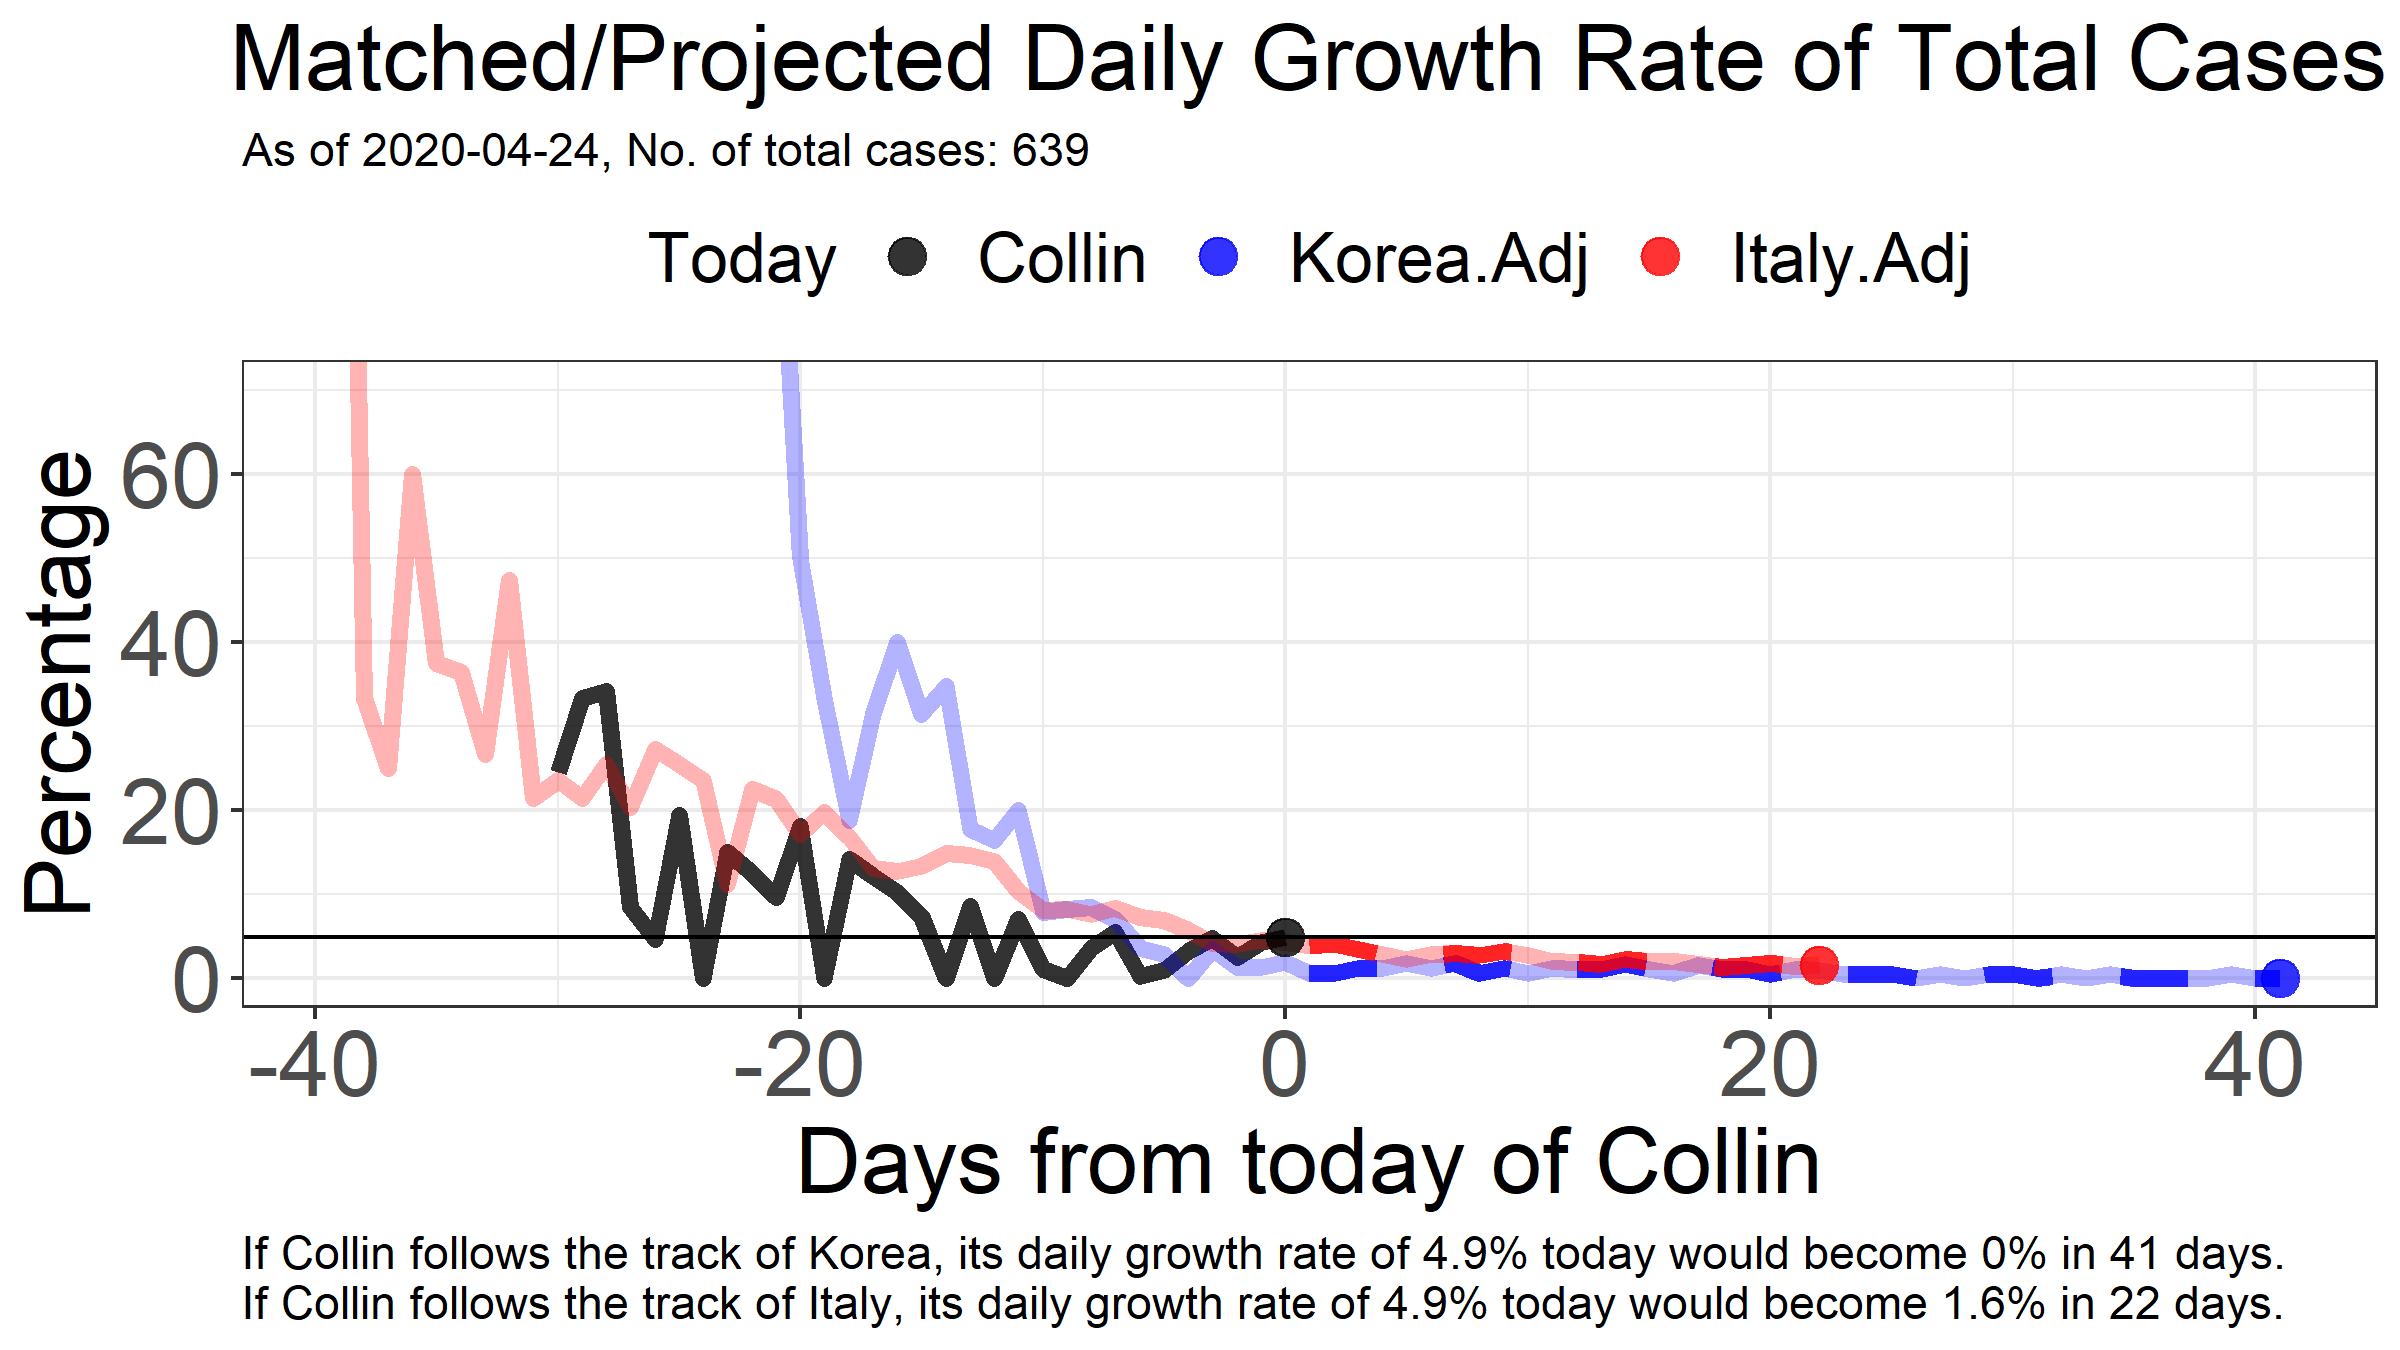 Matched/Projected Daily Growth Rate of Total Cases
As of 2020-04-24, No. of total cases: 639
Today Collin Korea.Adj Italy.Adj
Percentage
60
40
20
0
-40 -20 0 20 40
Days from today of Collin
If Collin follows the track of Korea, its daily growth rate of 4.9% today would become 0% in 41 days.
If Collin follows the track of Italy, its daily growth rate of 4.9% today would become 1.6% in 22 days.